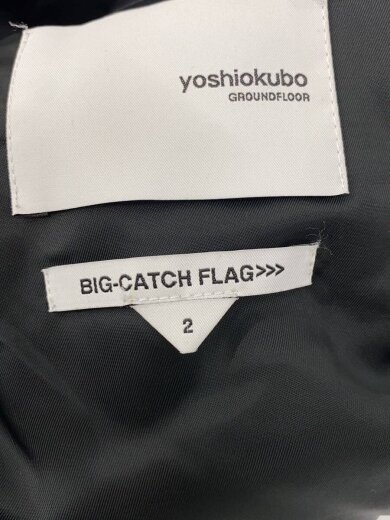 yoshiokubo
GROUNDFLOOR
BIG-CATCH FLAG>>>
2